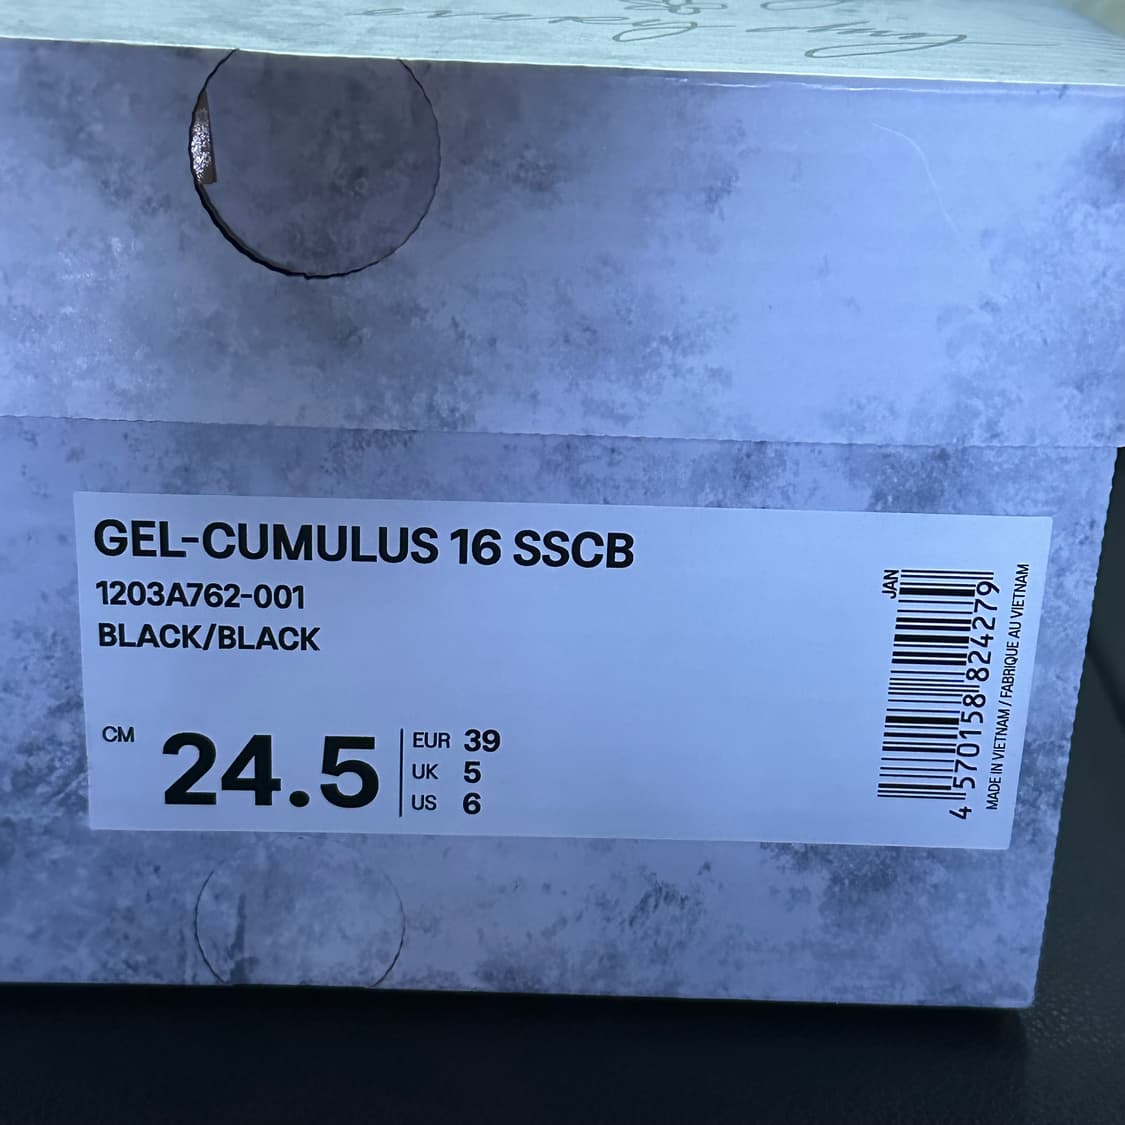 GEL-CUMULUS 16 SSCB
1203A762-001
BLACK/BLACK
CM
24.5
EUR 39
UK 5
US 6
JAN
4 570158 824279
MADE IN VIETNAM / FABRIQUE AU VIETNAM